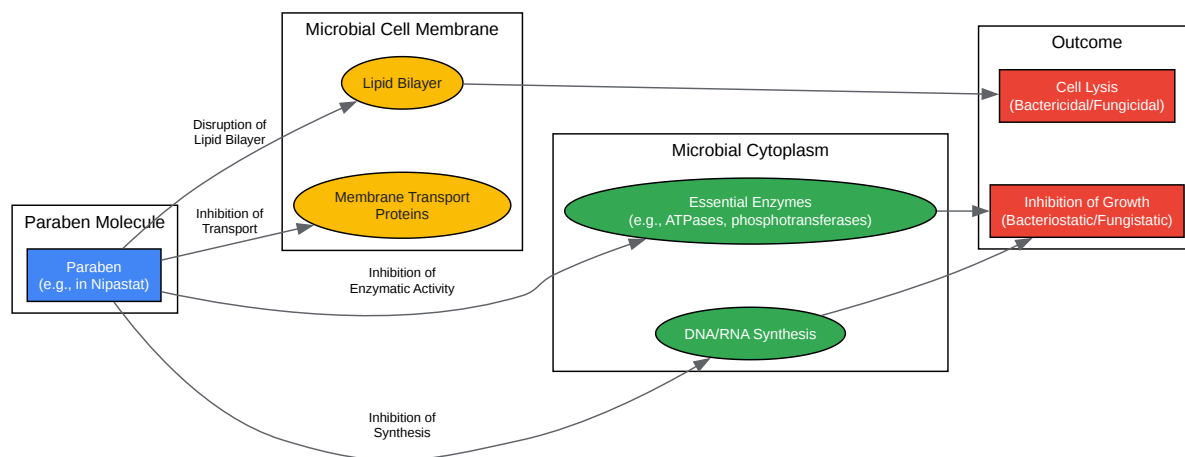 Paraben Molecule
Paraben
(e.g., in Nipastat)
Disruption of
Lipid Bilayer
Inhibition of
Transport
Inhibition of
Enzymatic Activity
Inhibition of
Synthesis
Microbial Cell Membrane
Lipid Bilayer
Membrane Transport
Proteins
Microbial Cytoplasm
Essential Enzymes
(e.g., ATPases, phosphotransferases)
DNA/RNA Synthesis
Outcome
Cell Lysis
(Bactericidal/Fungicidal)
Inhibition of Growth
(Bacteriostatic/Fungistatic)